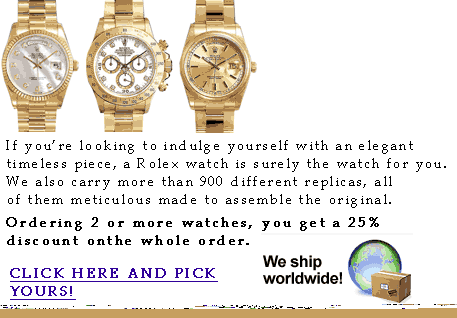 If you're looking to indulge yourself with an elegant
timeless piece, a Rolex watch is surely the watch for you.
We also carry more than 900 different replicas, all
of them meticulous made to assemble the original.
Ordering 2 or more watches, you get a 25%
discount onthe whole order.
CLICK HERE AND PICK
YOURS!
We ship
worldwide!